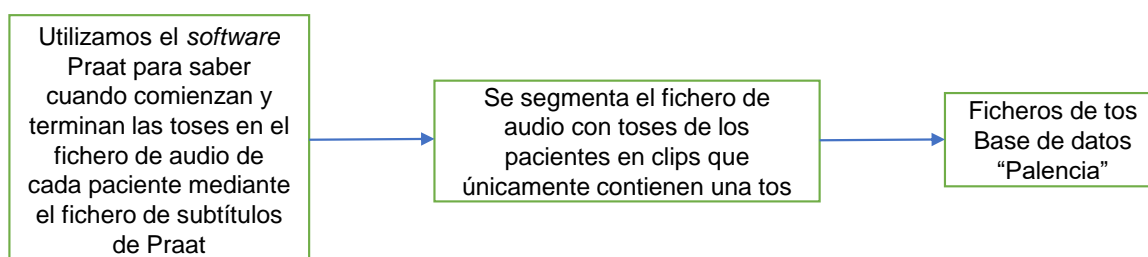 Utilizamos el software
Praat para saber
cuando comienzan y
terminan las toses en el
fichero de audio de
cada paciente mediante
el fichero de subtítulos
de Praat
Se segmenta el fichero de
audio con toses de los
pacientes en clips que
únicamente contienen una tos
Ficheros de tos
Base de datos
“Palencia”